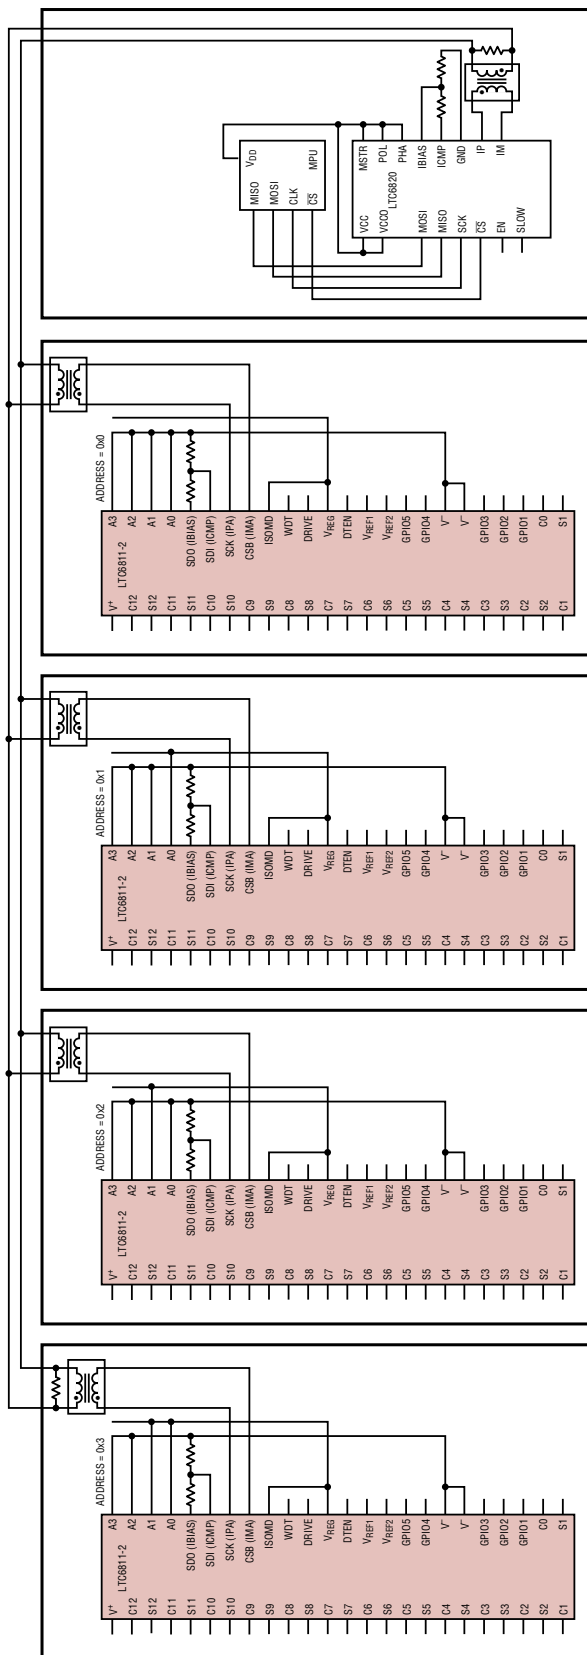 VDD
MPU
MISO
MOSI
CLK
CS
MSTR
POL
PHA
IBIAS
ICMP
GND
IP
IM
LTC6820
VCC
VCCO
MOSI
MISO
SCK
CS
EN
SLOW
ADDRESS = 0x0
A3
A2
A1
A0
SDO (IBIAS)
SDI (ICMP)
SCK (IPA)
CSB (IMA)
ISOMD
WDT
DRIVE
VREG
DTEN
VREF1
VREF2
GPIO5
GPIO4
V–
V–
GPIO3
GPIO2
GPIO1
C0
S1
LTC6811-2
V+
C12
S12
C11
S11
C10
S10
C9
S9
C8
S8
C7
S7
C6
S6
C5
S5
C4
S4
C3
S3
C2
S2
C1
ADDRESS = 0x1
A3
A2
A1
A0
SDO (IBIAS)
SDI (ICMP)
SCK (IPA)
CSB (IMA)
ISOMD
WDT
DRIVE
VREG
DTEN
VREF1
VREF2
GPIO5
GPIO4
V–
V–
GPIO3
GPIO2
GPIO1
C0
S1
LTC6811-2
V+
C12
S12
C11
S11
C10
S10
C9
S9
C8
S8
C7
S7
C6
S6
C5
S5
C4
S4
C3
S3
C2
S2
C1
ADDRESS = 0x2
A3
A2
A1
A0
SDO (IBIAS)
SDI (ICMP)
SCK (IPA)
CSB (IMA)
ISOMD
WDT
DRIVE
VREG
DTEN
VREF1
VREF2
GPIO5
GPIO4
V–
V–
GPIO3
GPIO2
GPIO1
C0
S1
LTC6811-2
V+
C12
S12
C11
S11
C10
S10
C9
S9
C8
S8
C7
S7
C6
S6
C5
S5
C4
S4
C3
S3
C2
S2
C1
ADDRESS = 0x3
A3
A2
A1
A0
SDO (IBIAS)
SDI (ICMP)
SCK (IPA)
CSB (IMA)
ISOMD
WDT
DRIVE
VREG
DTEN
VREF1
VREF2
GPIO5
GPIO4
V–
V–
GPIO3
GPIO2
GPIO1
C0
S1
LTC6811-2
V+
C12
S12
C11
S11
C10
S10
C9
S9
C8
S8
C7
S7
C6
S6
C5
S5
C4
S4
C3
S3
C2
S2
C1